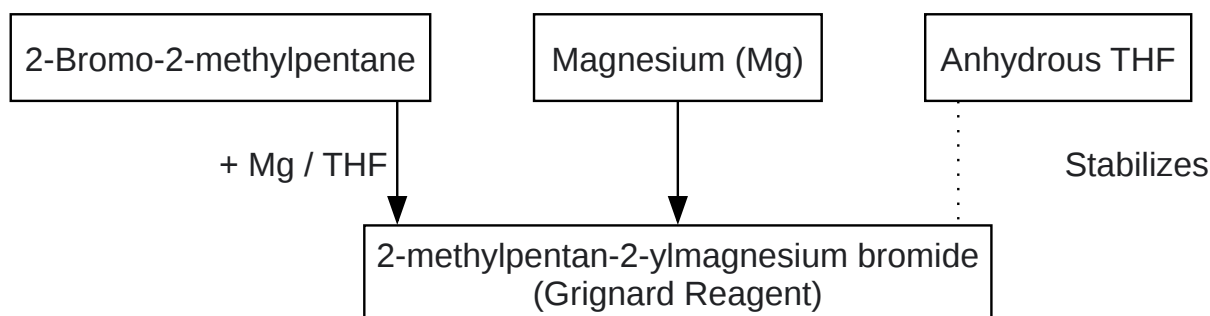 2-Bromo-2-methylpentane
Magnesium (Mg)
Anhydrous THF
+ Mg / THF
Stabilizes
2-methylpentan-2-ylmagnesium bromide
(Grignard Reagent)